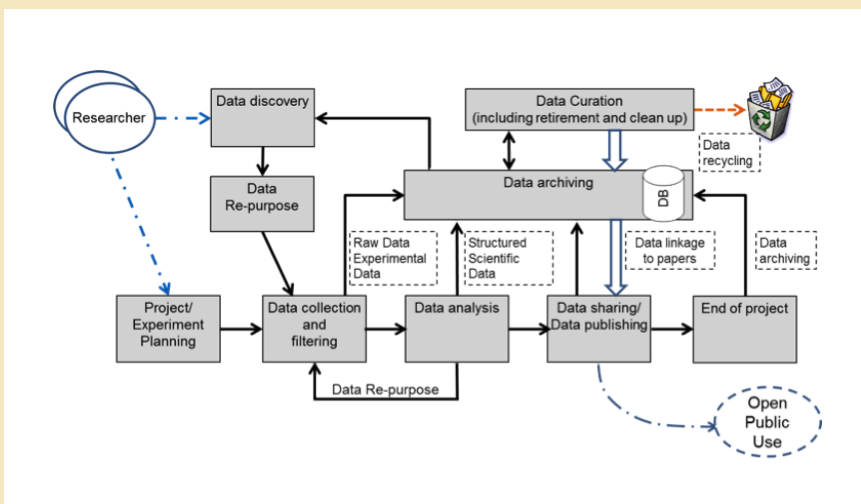 Researcher
Data discovery
Data Curation
(including retirement and clean up)
Data
recycling
Data
Re-purpose
Data archiving
DB
Raw Data
Experimental
Data
Structured
Scientific
Data
Data linkage
to papers
Data
archiving
Project/
Experiment
Planning
Data collection
and
filtering
Data analysis
Data sharing/
Data publishing
End of project
Data Re-purpose
Open
Public
Use